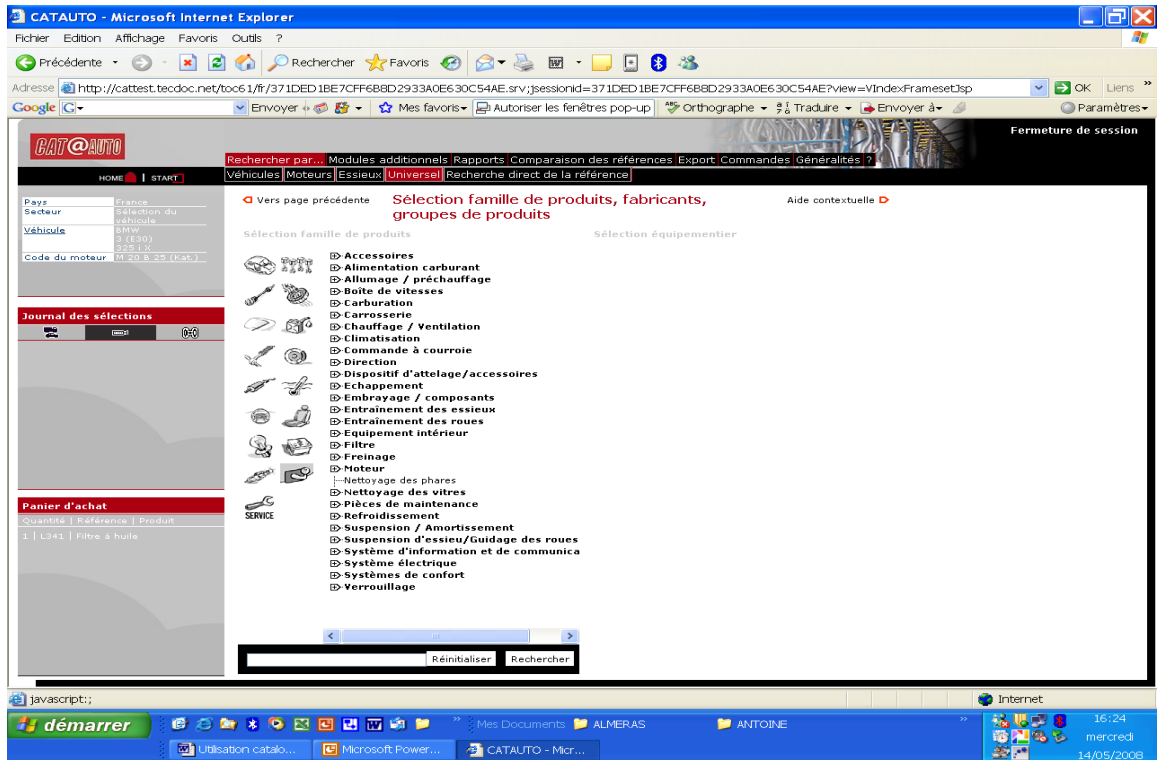 CATAUTO - Microsoft Internet Explorer
Fichier Edition Affichage Favoris Outils ?
Précédente Rechercher Favoris
Adresse http://cattest.tecdoc.net/toc61/fr/371DED1BE7CFF6B8D2933A0E630C54AE.srv;jsessionid=371DED1BE7CFF6B8D2933A0E630C54AE?view=VIndexFramesetJsp OK Liens »
Google G Envoyer Mes favoris Autoriser les fenêtres pop-up Orthographe Traduire Envoyer à Paramètres
CAT@AUTO
Fermeture de session
Rechercher par... Modules additionnels Rapports Comparaison des références Export Commandes Généralités ?
HOME | START
Véhicules Moteurs Essieux Universel Recherche direct de la référence
Pays France
Secteur Sélection du véhicule
Véhicule BMW
3 (E30)
325 i X
Code du moteur M 20 B 25 (Kat.)
Journal des sélections
Panier d'achat
Quantité | Référence | Produit
1 | L341 | Filtre à huile
Vers page précédente
Sélection famille de produits, fabricants,
groupes de produits
Aide contextuelle
Sélection famille de produits
Sélection équipementier
Accessoires
Alimentation carburant
Allumage / préchauffage
Boîte de vitesses
Carburation
Carrosserie
Chauffage / Ventilation
Climatisation
Commande à courroie
Direction
Dispositif d'attelage/accessoires
Echappement
Embrayage / composants
Entraînement des essieux
Entraînement des roues
Equipement intérieur
Filtre
Freinage
Moteur
Nettoyage des phares
Nettoyage des vitres
Pièces de maintenance
Refroidissement
Suspension / Amortissement
Suspension d'essieu/Guidage des roues
Système d'information et de communica
Système électrique
Systèmes de confort
Verrouillage
SERVICE
Réinitialiser Rechercher
javascript:; Internet
démarrer » Mes Documents ALMERAS ANTOINE » 16:24
Utilisation catalo... Microsoft Power... CATAUTO - Micr... mercredi
14/05/2008